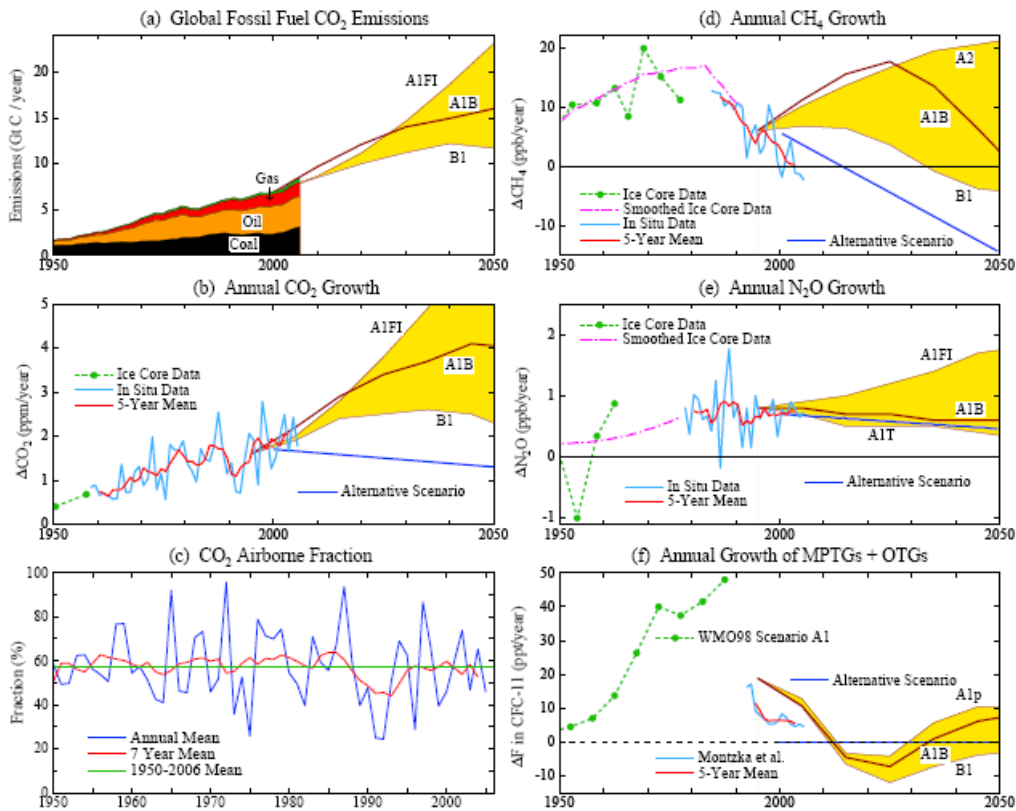 (a) Global Fossil Fuel CO₂ Emissions
Emissions (Gt C / year)
20
15
10
5
0
A1FI
A1B
B1
Gas
Oil
Coal
1950
2000
2050
(b) Annual CO₂ Growth
ΔCO₂ (ppm/year)
5
4
3
2
1
0
A1FI
A1B
B1
Ice Core Data
In Situ Data
5-Year Mean
Alternative Scenario
1950
2000
2050
(c) CO₂ Airborne Fraction
Fraction (%)
100
80
60
40
20
0
Annual Mean
7 Year Mean
1950-2006 Mean
1950
1960
1970
1980
1990
2000
(d) Annual CH₄ Growth
ΔCH₄ (ppb/year)
20
10
0
-10
A2
A1B
B1
Ice Core Data
Smoothed Ice Core Data
In Situ Data
5-Year Mean
Alternative Scenario
1950
2000
2050
(e) Annual N₂O Growth
ΔN₂O (ppb/year)
2
1
0
-1
Ice Core Data
Smoothed Ice Core Data
A1FI
A1B
A1T
In Situ Data
5-Year Mean
Alternative Scenario
1950
2000
2050
(f) Annual Growth of MPTGs + OTGs
ΔF in CFC-11 (ppt/year)
50
40
30
20
10
0
-10
WMO98 Scenario A1
Alternative Scenario
A1p
A1B
B1
Montzka et al.
5-Year Mean
1950
2000
2050